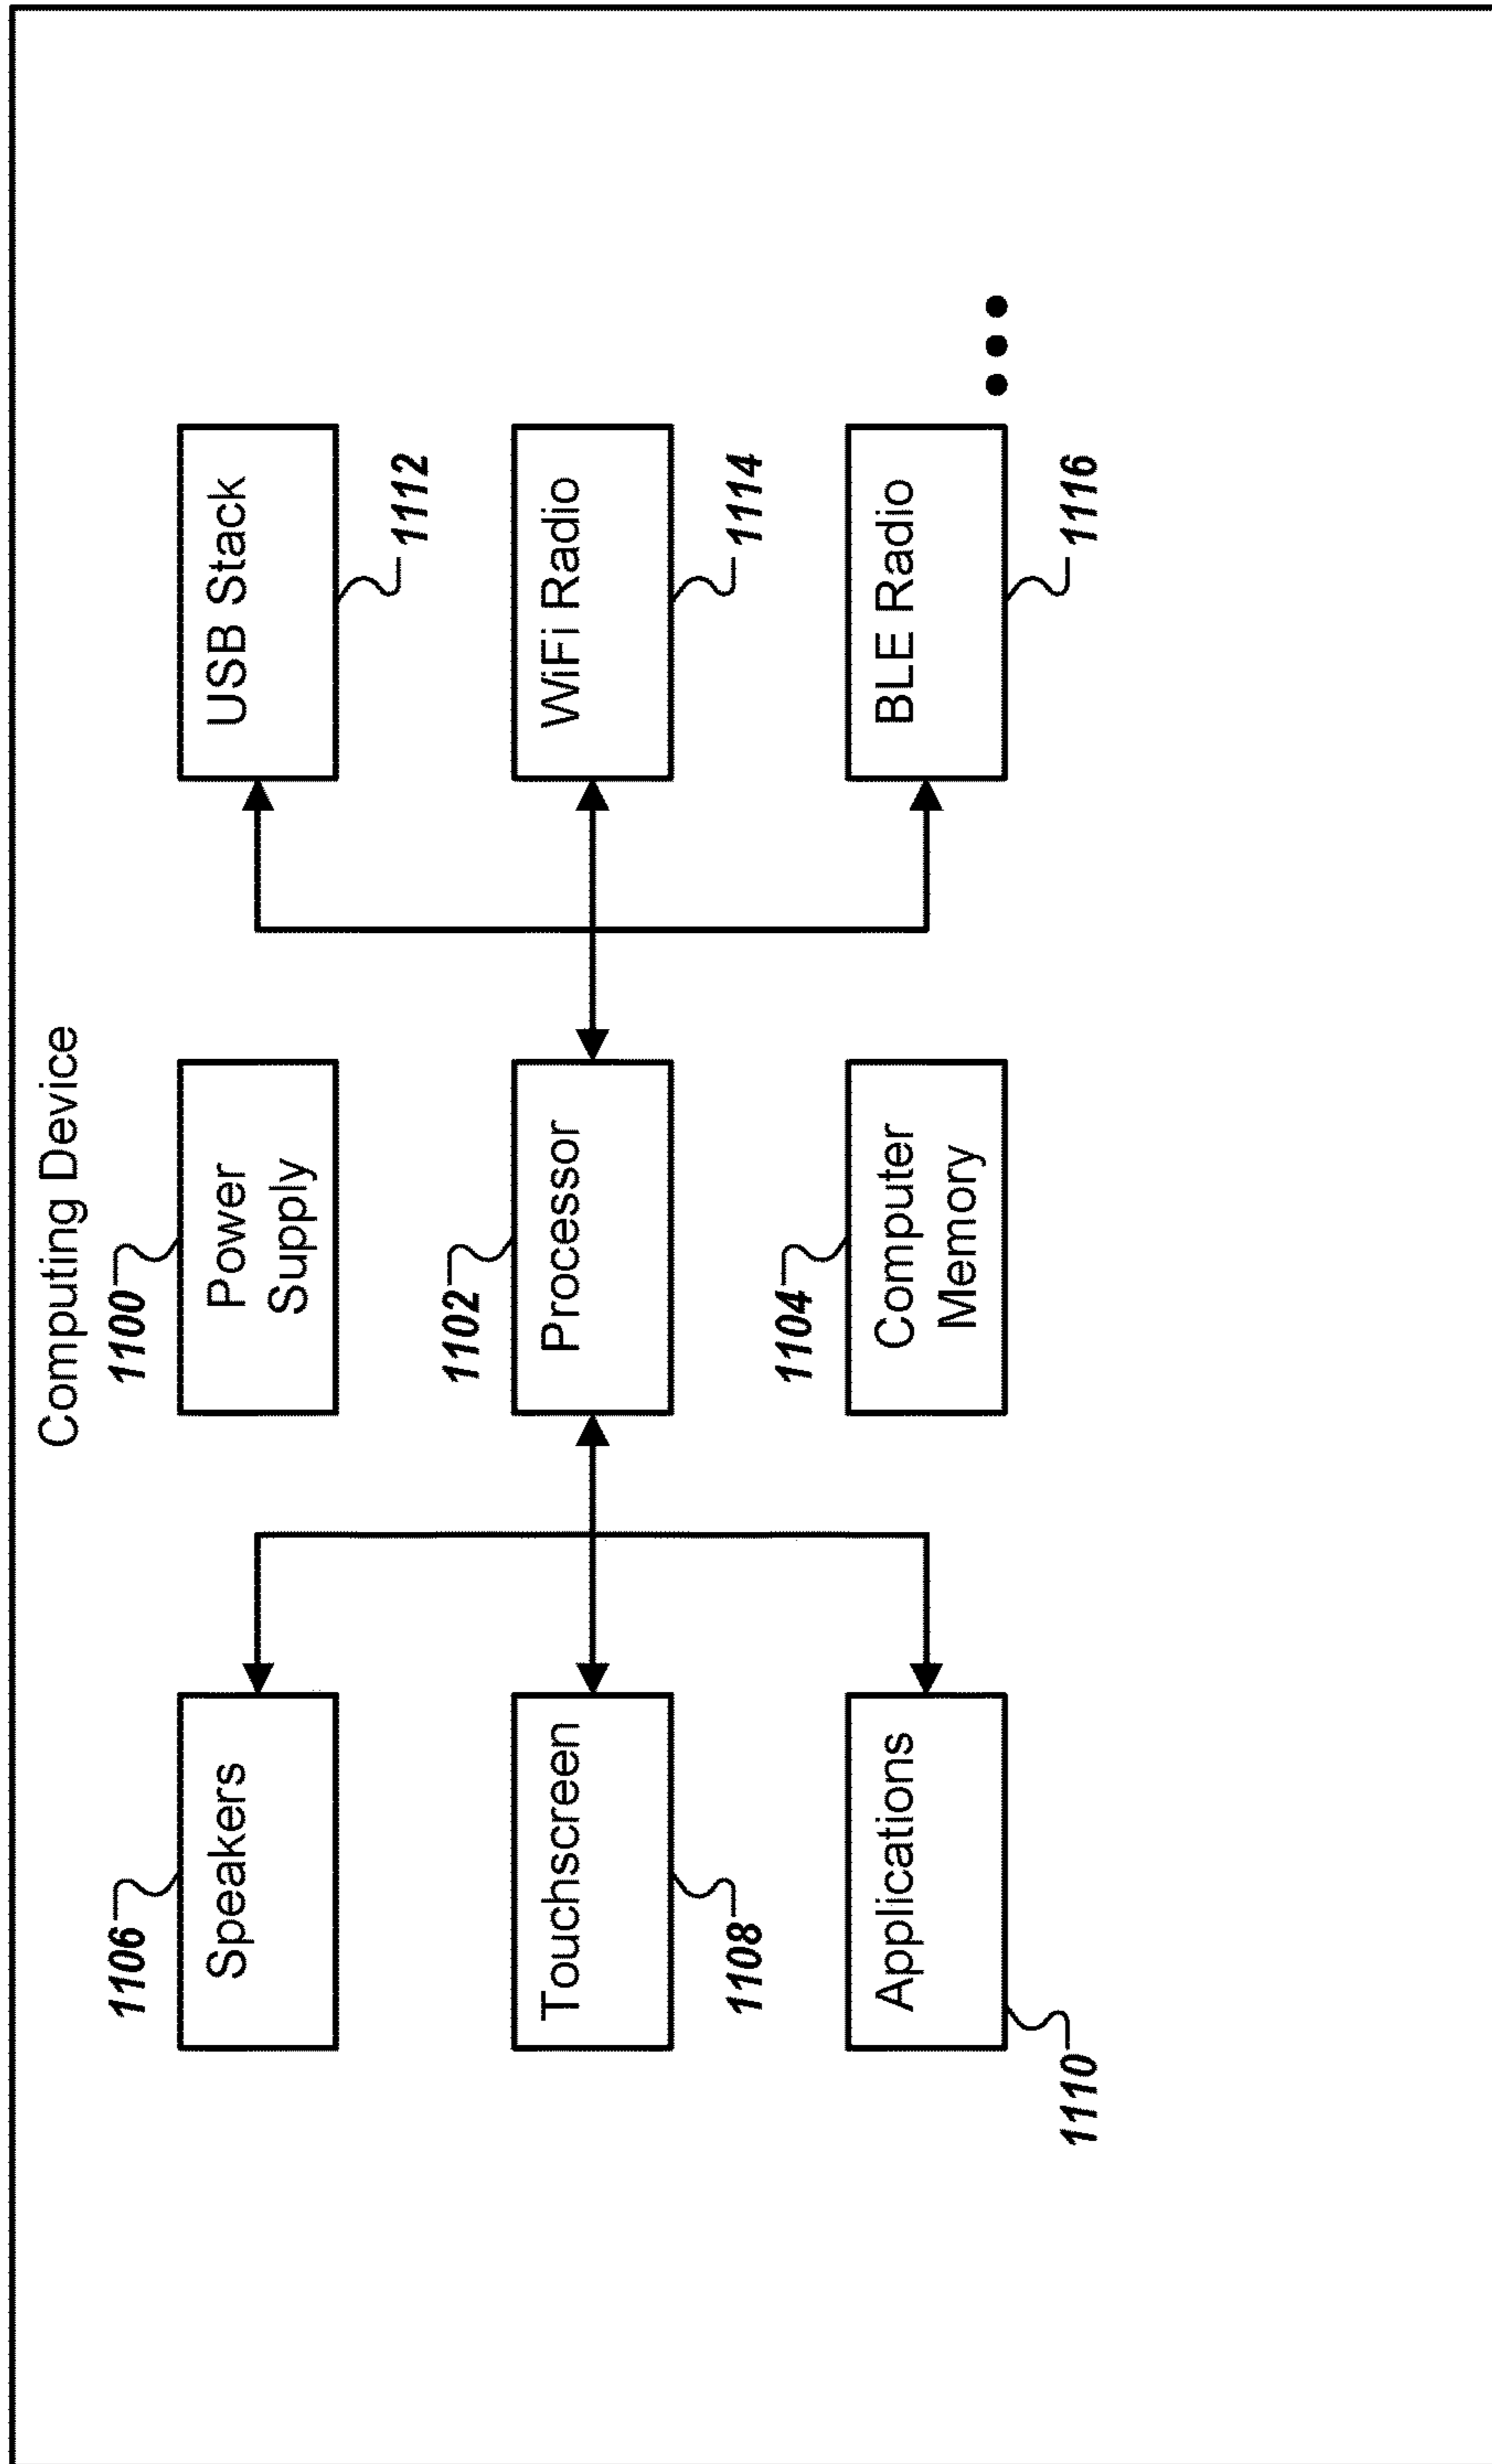 Computing Device
1106
Speakers
1100
Power
Supply
USB Stack
1112
1102
Touchscreen
1108
Processor
WiFi Radio
1114
1104
Applications
1110
Computer
Memory
BLE Radio
1116